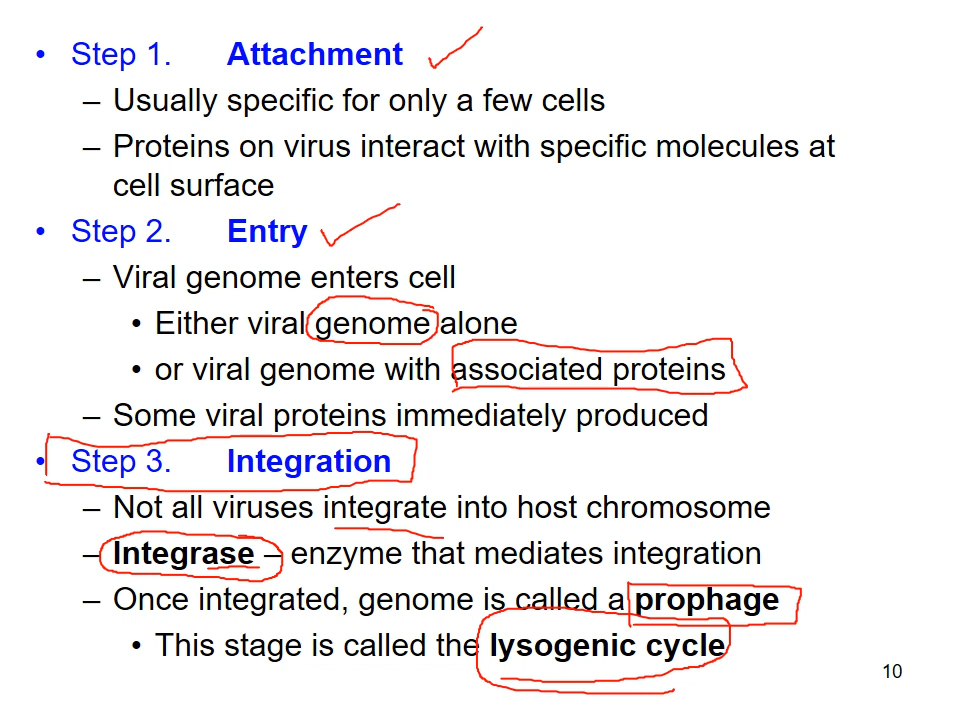 • Step 1. Attachment
– Usually specific for only a few cells
– Proteins on virus interact with specific molecules at
cell surface
• Step 2. Entry
– Viral genome enters cell
• Either viral genome alone
• or viral genome with associated proteins
– Some viral proteins immediately produced
• Step 3. Integration
– Not all viruses integrate into host chromosome
– Integrase – enzyme that mediates integration
– Once integrated, genome is called a prophage
• This stage is called the lysogenic cycle
10